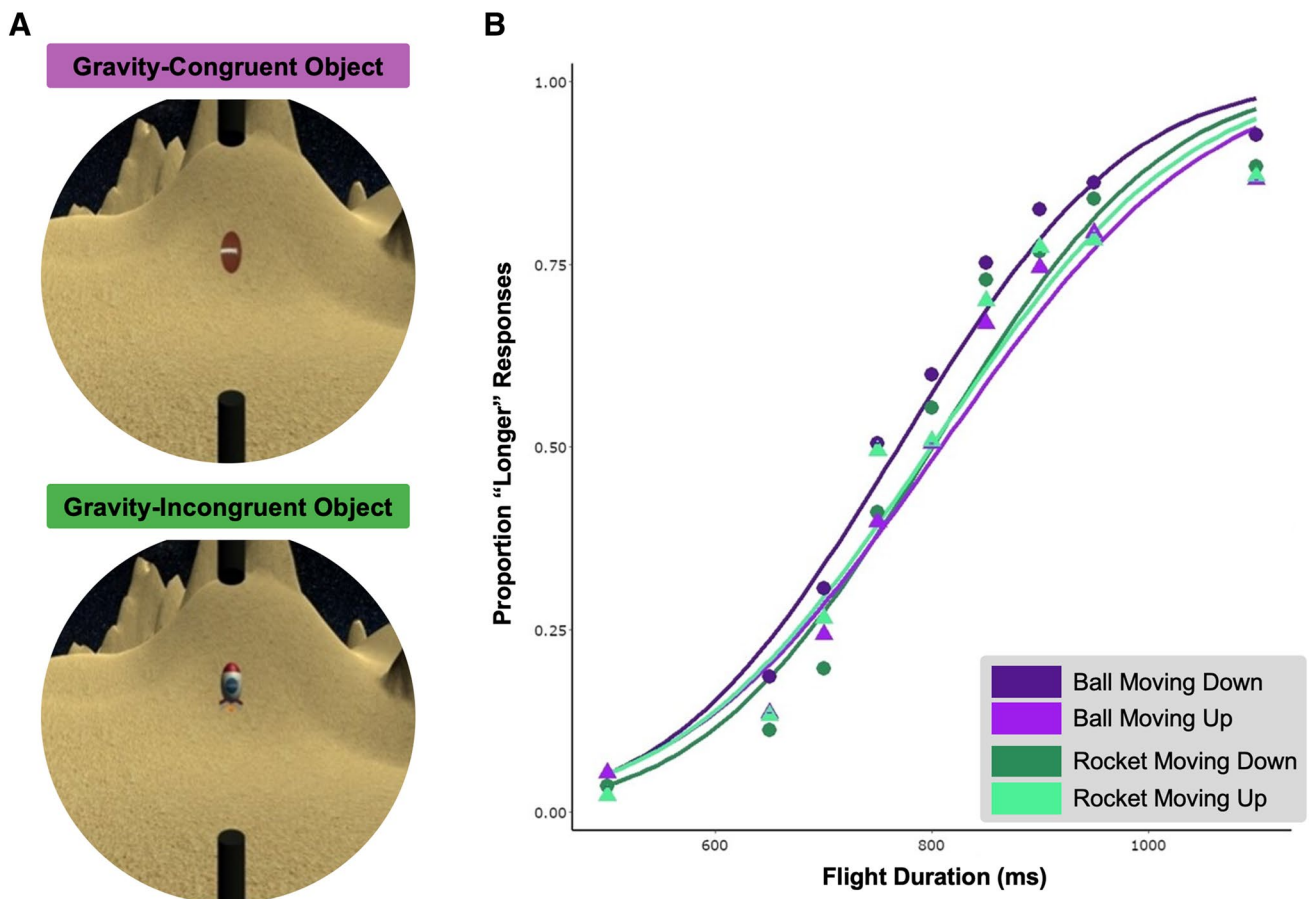 A
Gravity-Congruent Object
Gravity-Incongruent Object
B
Proportion “Longer” Responses
1.00
0.75
0.50
0.25
0.00
600
800
1000
Flight Duration (ms)
Ball Moving Down
Ball Moving Up
Rocket Moving Down
Rocket Moving Up